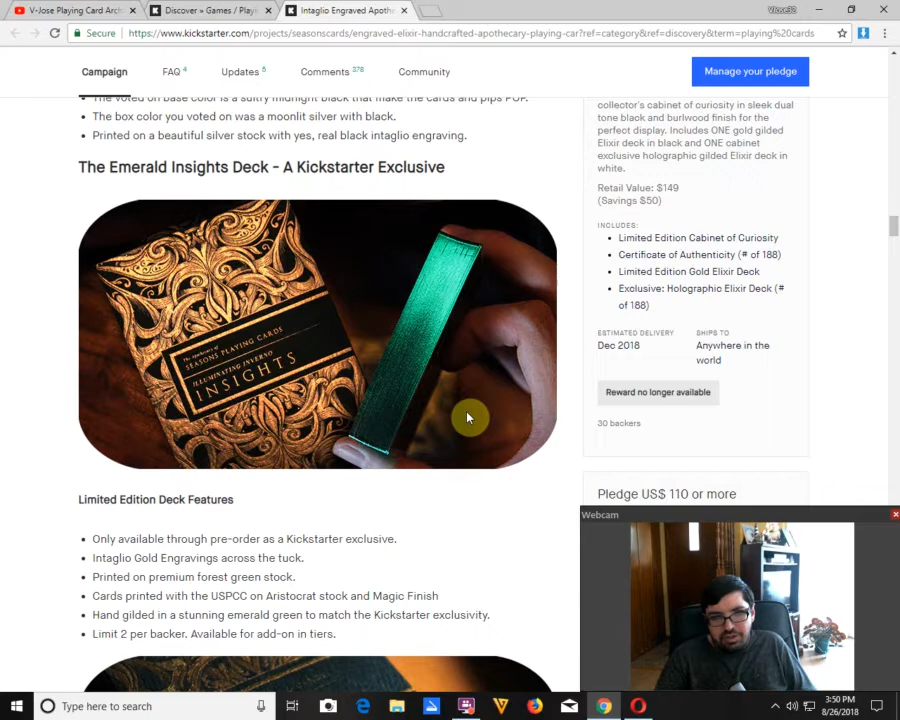 V-Jose Playing Card Arch
Discover » Games / Playi
Intaglio Engraved Apothe
VJose32
Secure
https://www.kickstarter.com/projects/seasonscards/engraved-elixir-handcrafted-apothecary-playing-car?ref=category&ref=discovery&term=playing%20cards
Campaign
FAQ 4
Updates 5
Comments 378
Community
Manage your pledge
The voted on base color is a sultry midnight black that make the cards and pips POP.
The box color you voted on was a moonlit silver with black.
Printed on a beautiful silver stock with yes, real black intaglio engraving.
The Emerald Insights Deck - A Kickstarter Exclusive
The apothecary of
SEASONS PLAYING CARDS
ILLUMINATING INVERNO
INSIGHTS
Limited Edition Deck Features
Only available through pre-order as a Kickstarter exclusive.
Intaglio Gold Engravings across the tuck.
Printed on premium forest green stock.
Cards printed with the USPCC on Aristocrat stock and Magic Finish
Hand gilded in a stunning emerald green to match the Kickstarter exclusivity.
Limit 2 per backer. Available for add-on in tiers.
collector's cabinet of curiosity in sleek dual
tone black and burlwood finish for the
perfect display. Includes ONE gold gilded
Elixir deck in black and ONE cabinet
exclusive holographic gilded Elixir deck in
white.
Retail Value: $149
(Savings $50)
INCLUDES:
Limited Edition Cabinet of Curiosity
Certificate of Authenticity (# of 188)
Limited Edition Gold Elixir Deck
Exclusive: Holographic Elixir Deck (#
of 188)
ESTIMATED DELIVERY
Dec 2018
SHIPS TO
Anywhere in the
world
Reward no longer available
30 backers
Pledge US$ 110 or more
Webcam
Type here to search
3:50 PM
8/26/2018